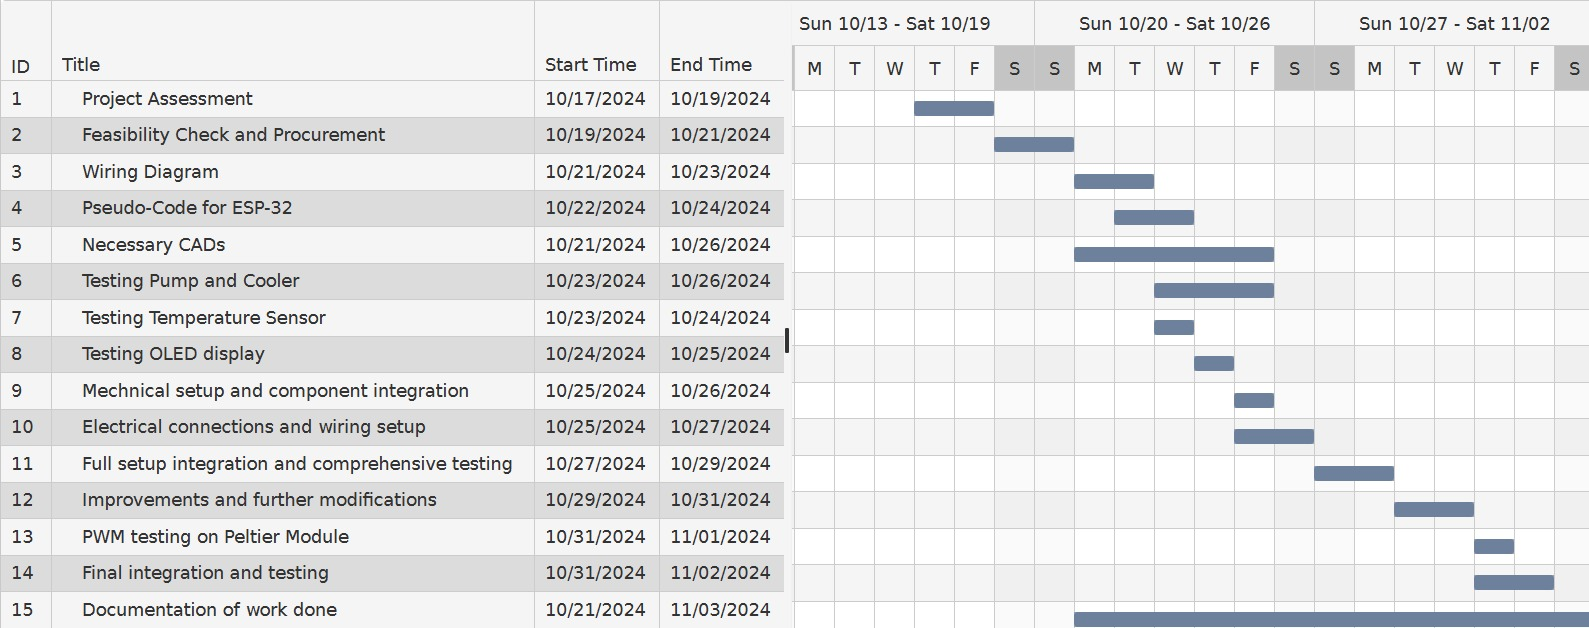 Sun 10/13 - Sat 10/19 Sun 10/20 - Sat 10/26 Sun 10/27 - Sat 11/02
ID Title Start Time End Time M T W T F S S M T W T F S S M T W T F S
1 Project Assessment 10/17/2024 10/19/2024
2 Feasibility Check and Procurement 10/19/2024 10/21/2024
3 Wiring Diagram 10/21/2024 10/23/2024
4 Pseudo-Code for ESP-32 10/22/2024 10/24/2024
5 Necessary CADs 10/21/2024 10/26/2024
6 Testing Pump and Cooler 10/23/2024 10/26/2024
7 Testing Temperature Sensor 10/23/2024 10/24/2024
8 Testing OLED display 10/24/2024 10/25/2024
9 Mechnical setup and component integration 10/25/2024 10/26/2024
10 Electrical connections and wiring setup 10/25/2024 10/27/2024
11 Full setup integration and comprehensive testing 10/27/2024 10/29/2024
12 Improvements and further modifications 10/29/2024 10/31/2024
13 PWM testing on Peltier Module 10/31/2024 11/01/2024
14 Final integration and testing 10/31/2024 11/02/2024
15 Documentation of work done 10/21/2024 11/03/2024